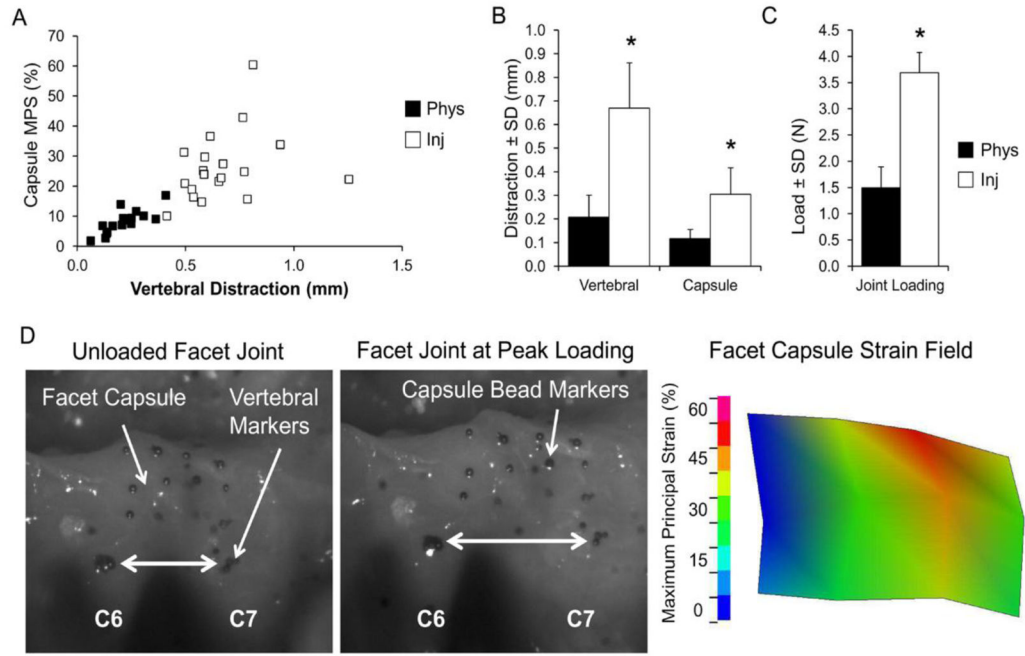 A
Capsule MPS (%)
70
60
50
40
30
20
10
0
0.0
0.5
1.0
1.5
Vertebral Distraction (mm)
Phys
Inj
B
Distraction ± SD (mm)
1.0
0.9
0.8
0.7
0.6
0.5
0.4
0.3
0.2
0.1
0.0
*
*
Vertebral
Capsule
C
Load ± SD (N)
4.5
4.0
3.5
3.0
2.5
2.0
1.5
1.0
0.5
0.0
*
Joint Loading
Phys
Inj
D
Unloaded Facet Joint
Facet Capsule
Vertebral
Markers
C6
C7
Facet Joint at Peak Loading
Capsule Bead Markers
C6
C7
Facet Capsule Strain Field
Maximum Principal Strain (%)
60
45
30
15
0